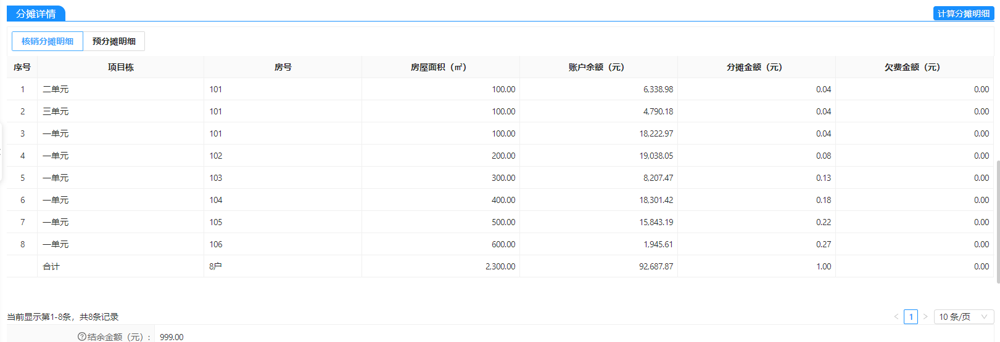 分摊详情 计算分摊明细
核销分摊明细 预分摊明细
序号 项目栋 房号 房屋面积（㎡） 账户余额（元） 分摊金额（元） 欠费金额（元）
1 二单元 101 100.00 6,338.98 0.04 0.00
2 三单元 101 100.00 4,790.18 0.04 0.00
3 一单元 101 100.00 18,222.97 0.04 0.00
4 一单元 102 200.00 19,038.05 0.08 0.00
5 一单元 103 300.00 8,207.47 0.13 0.00
6 一单元 104 400.00 18,301.42 0.18 0.00
7 一单元 105 500.00 15,843.19 0.22 0.00
8 一单元 106 600.00 1,945.61 0.27 0.00
合计 8户 2,300.00 92,687.87 1.00 0.00
当前显示第1-8条，共8条记录 < 1 > 10 条/页
结余金额（元）: 999.00